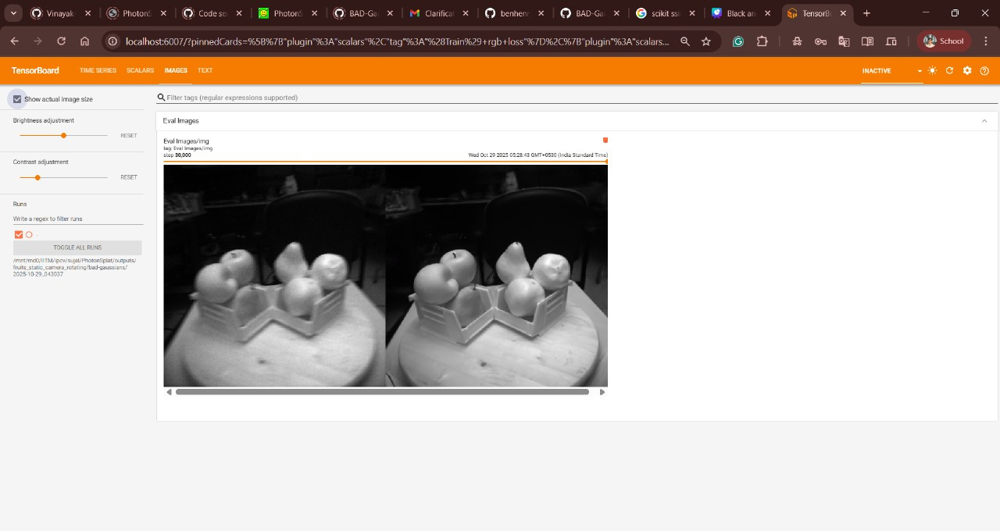 Vinayak
PhotonS
Code se
PhotonS
BAD-Ga
Clarificat
benhenr
BAD-Ga
scikit ssi
Black an
TensorB
localhost:6007/?pinnedCards=%5B%7B"plugin"%3A"scalars"%2C"tag"%3A"%28Train%29+rgb+loss"%7D%2C%7B"plugin"%3A"scalars...
School
TensorBoard
TIME SERIES
SCALARS
IMAGES
TEXT
INACTIVE
Show actual image size
Brightness adjustment
RESET
Contrast adjustment
RESET
Runs
Write a regex to filter runs
.
TOGGLE ALL RUNS
/mnt/md0/IITM/ipcv/sujal/PhotonSplat/outputs/
fruits_static_camera_rotating/bad-gaussians/
2025-10-29_043037
Filter tags (regular expressions supported)
Eval Images
Eval Images/img
tag: Eval Images/img
step 30,000
Wed Oct 29 2025 05:28:43 GMT+0530 (India Standard Time)